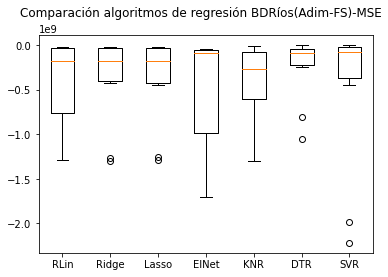 Comparación algoritmos de regresión BDRíos(Adim-FS)-MSE
1e9
0.0
−0.5
−1.0
−1.5
−2.0
RLin Ridge Lasso ElNet KNR DTR SVR